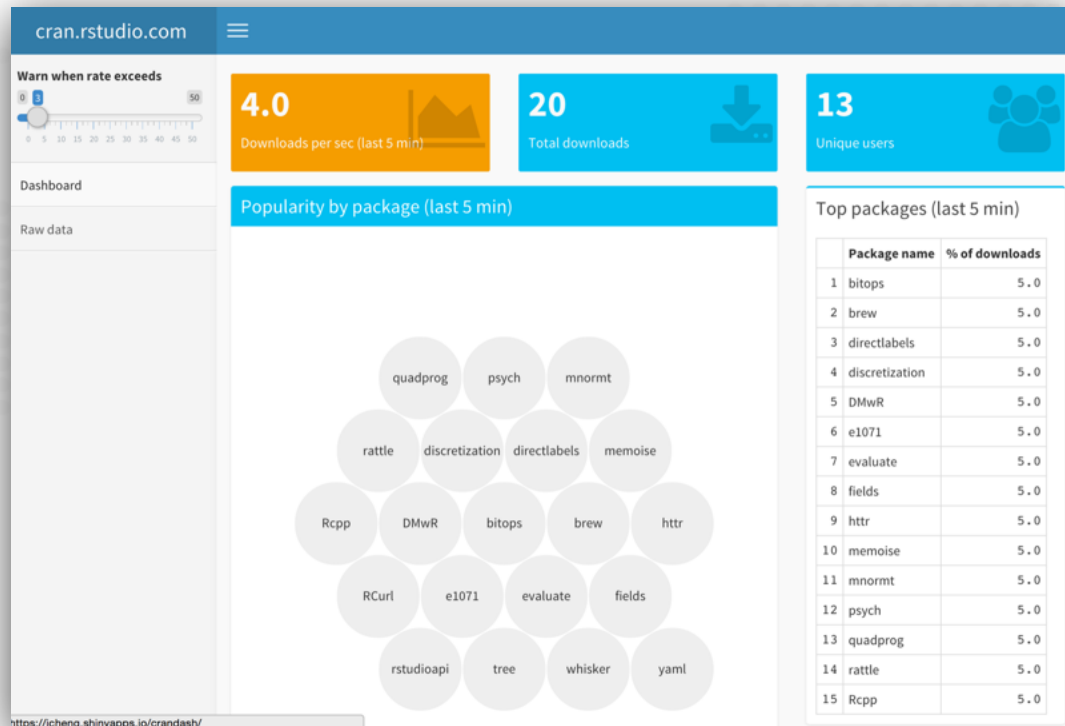 cran.rstudio.com
Warn when rate exceeds
0 3 50
0 5 10 15 20 25 30 35 40 45 50
Dashboard
Raw data
4.0
Downloads per sec (last 5 min)
20
Total downloads
13
Unique users
Popularity by package (last 5 min)
quadprog psych mnormt
rattle discretization directlabels memoise
Rcpp DMwR bitops brew httr
RCurl e1071 evaluate fields
rstudioapi tree whisker yaml
Top packages (last 5 min)
Package name % of downloads
1 bitops 5.0
2 brew 5.0
3 directlabels 5.0
4 discretization 5.0
5 DMwR 5.0
6 e1071 5.0
7 evaluate 5.0
8 fields 5.0
9 httr 5.0
10 memoise 5.0
11 mnormt 5.0
12 psych 5.0
13 quadprog 5.0
14 rattle 5.0
15 Rcpp 5.0
https://jcheng.shinyapps.io/crandash/